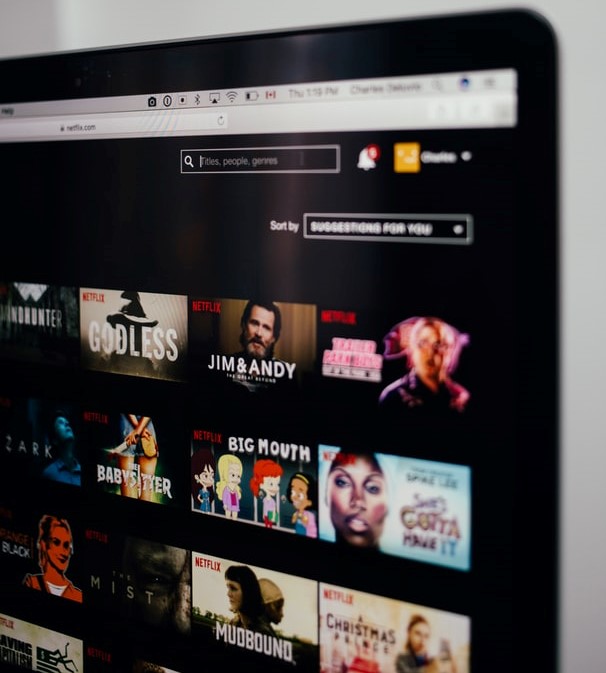 Help
Thu 1:19 PM Charles Deluvio
netflix.com
Titles, people, genres
Charles
Sort by SUGGESTIONS FOR YOU
NDHUNTER
NETFLIX
GODLESS
NETFLIX
JIM&ANDY
THE GREAT BEYOND
NETFLIX
ZARK
NETFLIX
THE
BABYSITTER
NETFLIX
BIG MOUTH
NETFLIX
SPIKE LEE
SHE'S
GOTTA
HAVE IT
RANGE
BLACK
NETFLIX
THE
MIST
NETFLIX
MUDBOUND
NETFLIX
A
CHRISTMAS
PRINCE
NETFLIX